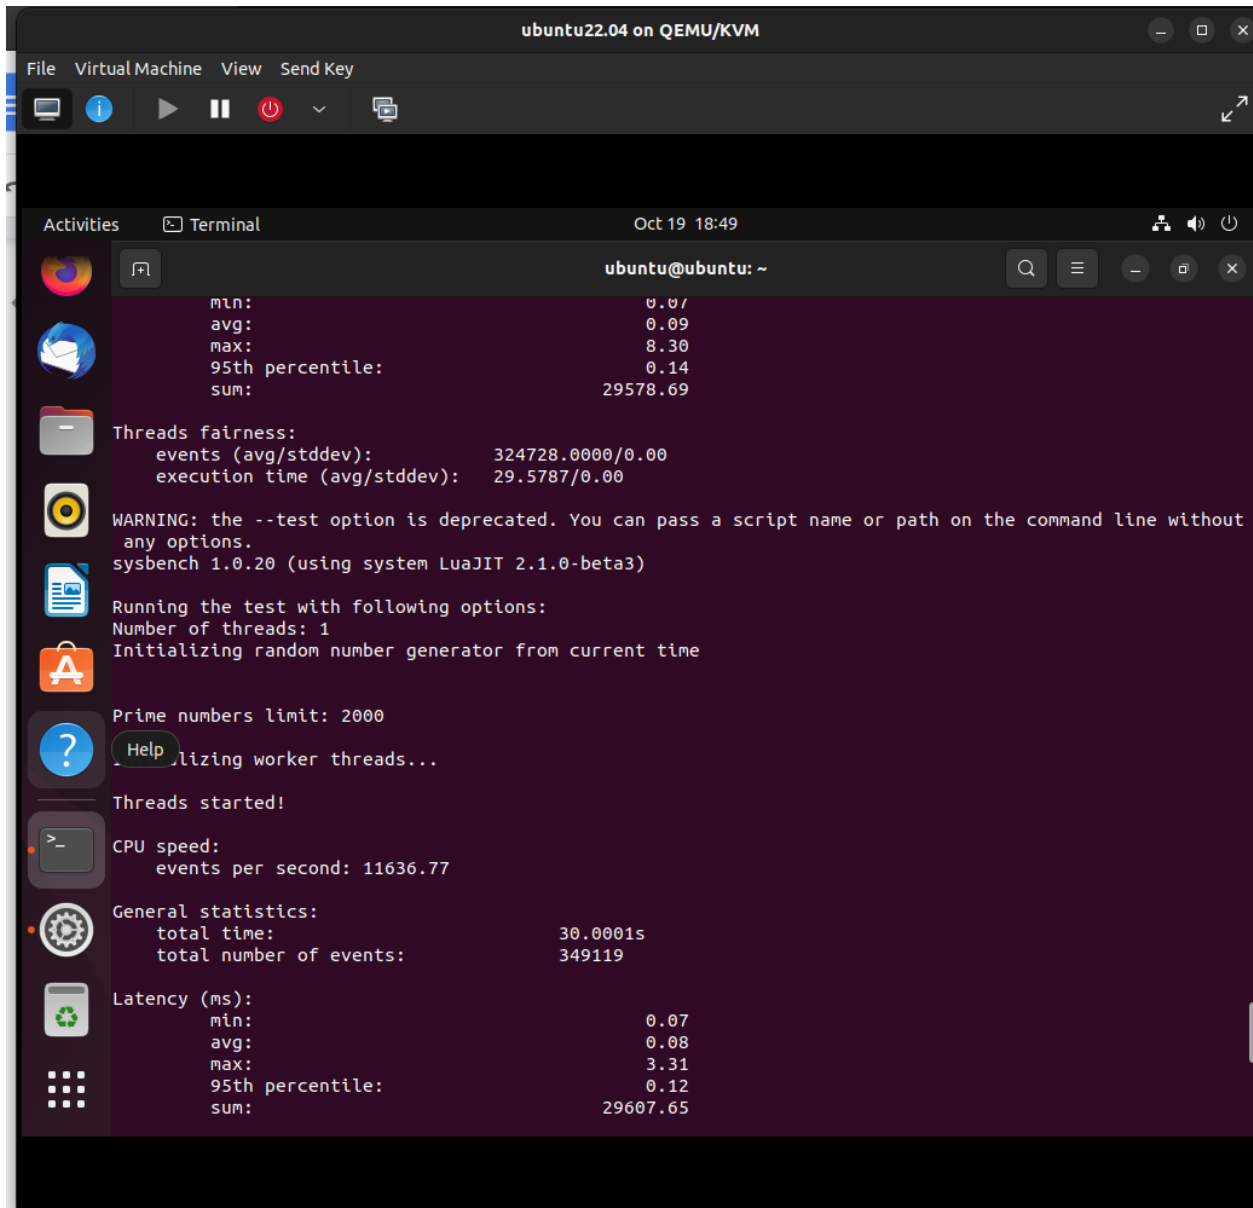 ubuntu22.04 on QEMU/KVM
File Virtual Machine View Send Key
Activities Terminal Oct 19 18:49
ubuntu@ubuntu: ~
min: 0.07
avg: 0.09
max: 8.30
95th percentile: 0.14
sum: 29578.69
Threads fairness:
events (avg/stddev): 324728.0000/0.00
execution time (avg/stddev): 29.5787/0.00
WARNING: the --test option is deprecated. You can pass a script name or path on the command line without
any options.
sysbench 1.0.20 (using system LuaJIT 2.1.0-beta3)
Running the test with following options:
Number of threads: 1
Initializing random number generator from current time
Prime numbers limit: 2000
Help lizing worker threads...
Threads started!
CPU speed:
events per second: 11636.77
General statistics:
total time: 30.0001s
total number of events: 349119
Latency (ms):
min: 0.07
avg: 0.08
max: 3.31
95th percentile: 0.12
sum: 29607.65